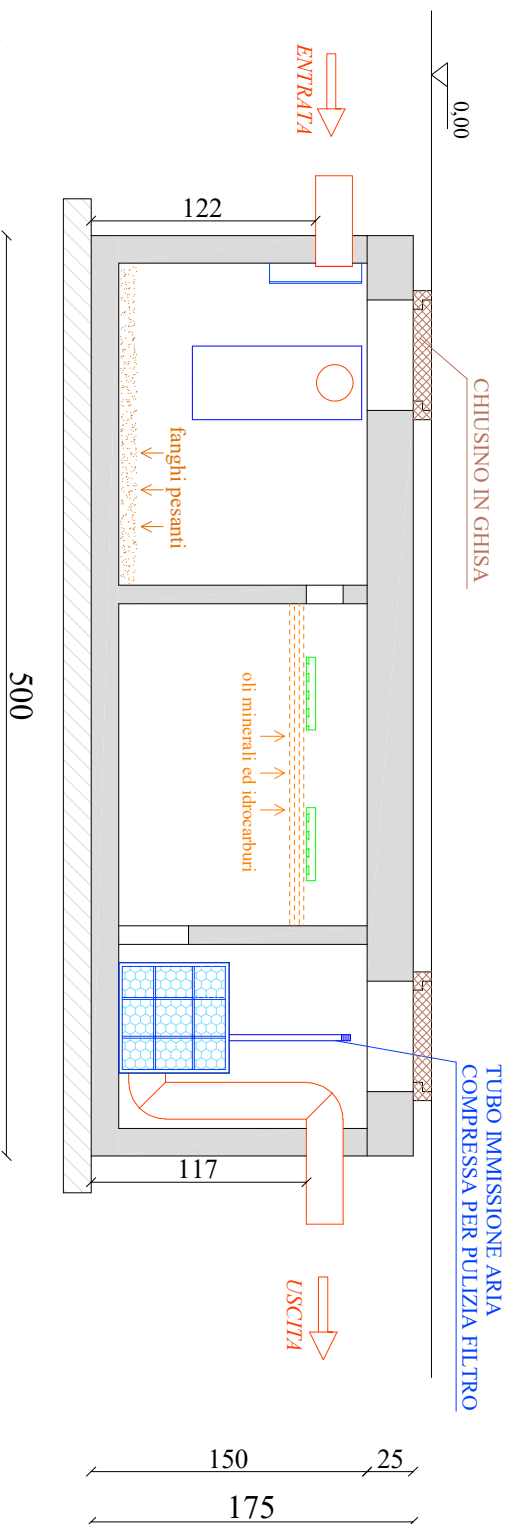 0,00
ENTRATA
CHIUSINO IN GHISA
TUBO IMMISSIONE ARIA
COMPRESSA PER PULIZIA FILTRO
122
fanghi pesanti
oli minerali ed idrocarburi
117
USCITA
150
25
175
500